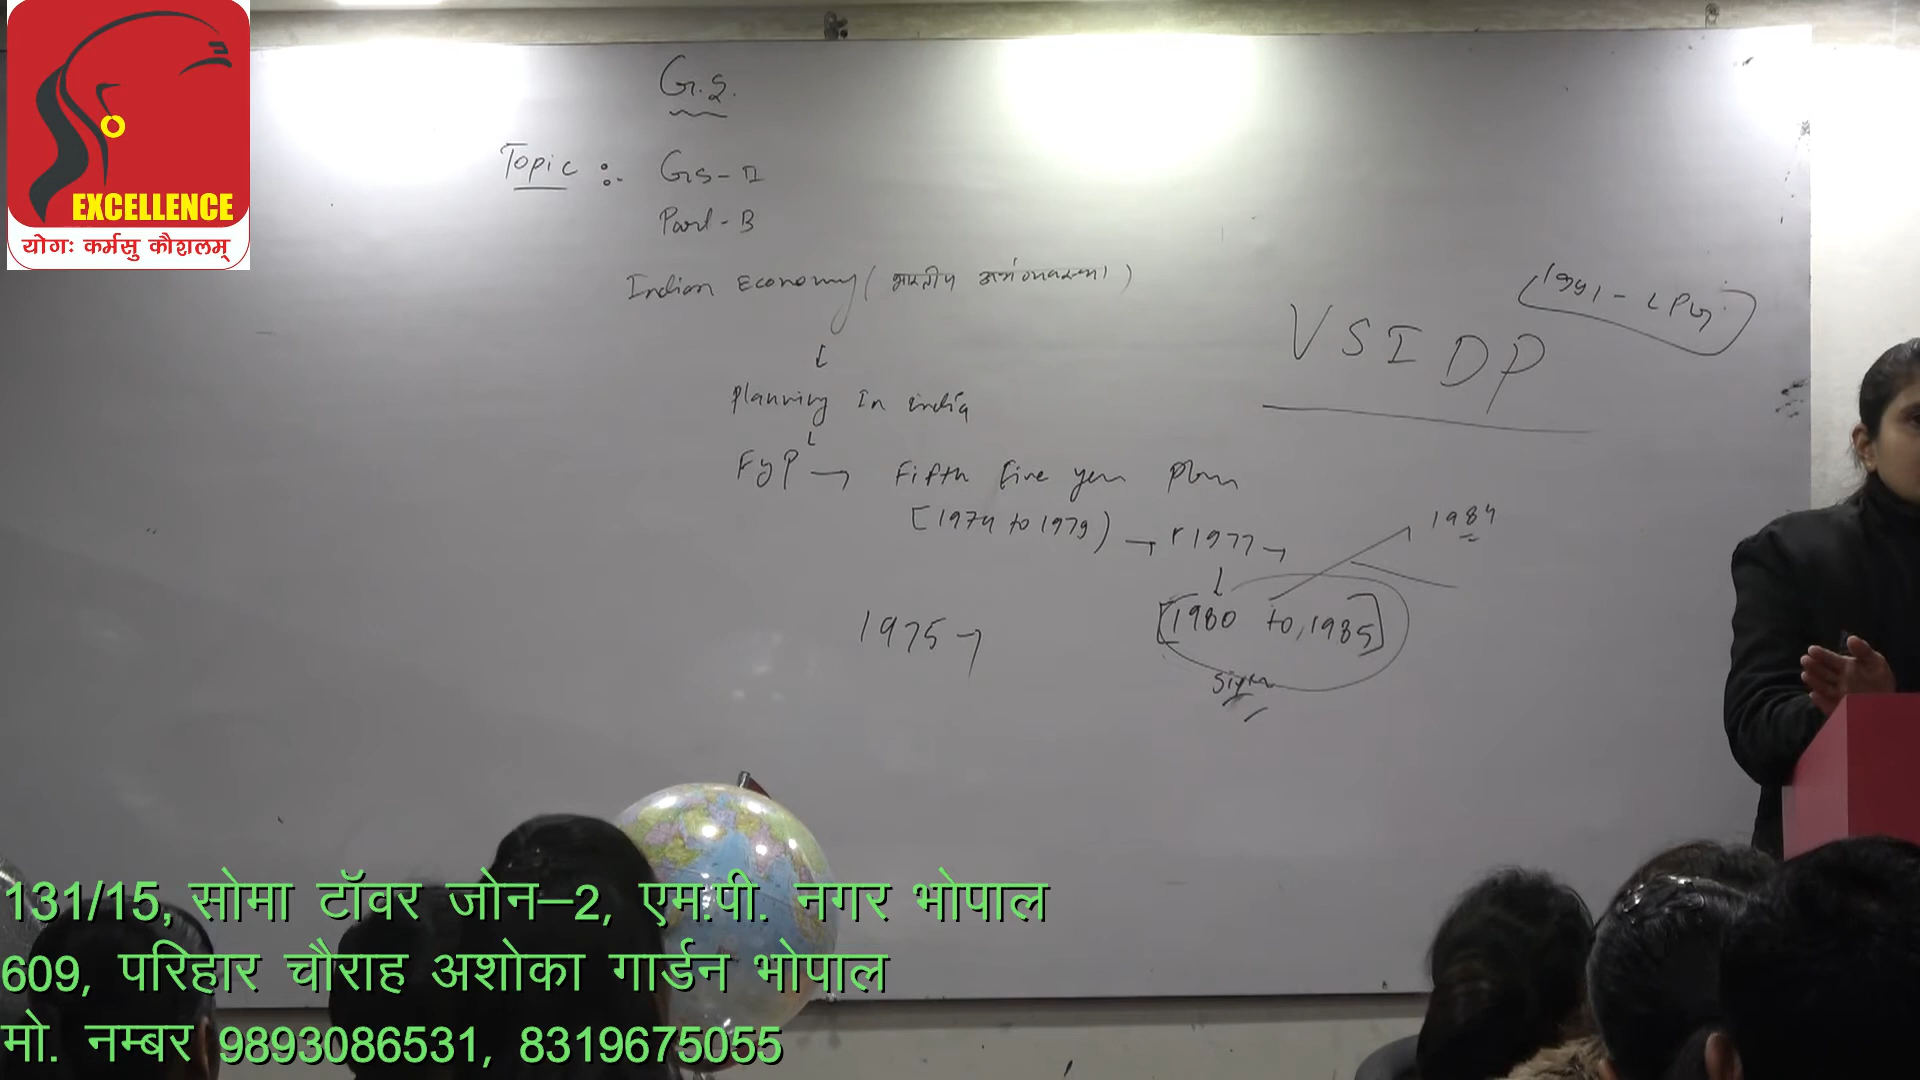 EXCELLENCE
योगः कर्मसु कौशलम्
G.S.
Topic :- GS-II
Part-B
Indian Economy (भारतीय अर्थव्यवस्था)
1991 - LPG
VSIDP
Planning In india
FYP → Fifth five year Plan
[1974 to 1979) → 1977 →
1984
[1980 to 1985]
1975 →
131/15, सोमा टॉवर जोन–2, एम.पी. नगर भोपाल
609, परिहार चौराह अशोका गार्डन भोपाल
मो. नम्बर 9893086531, 8319675055